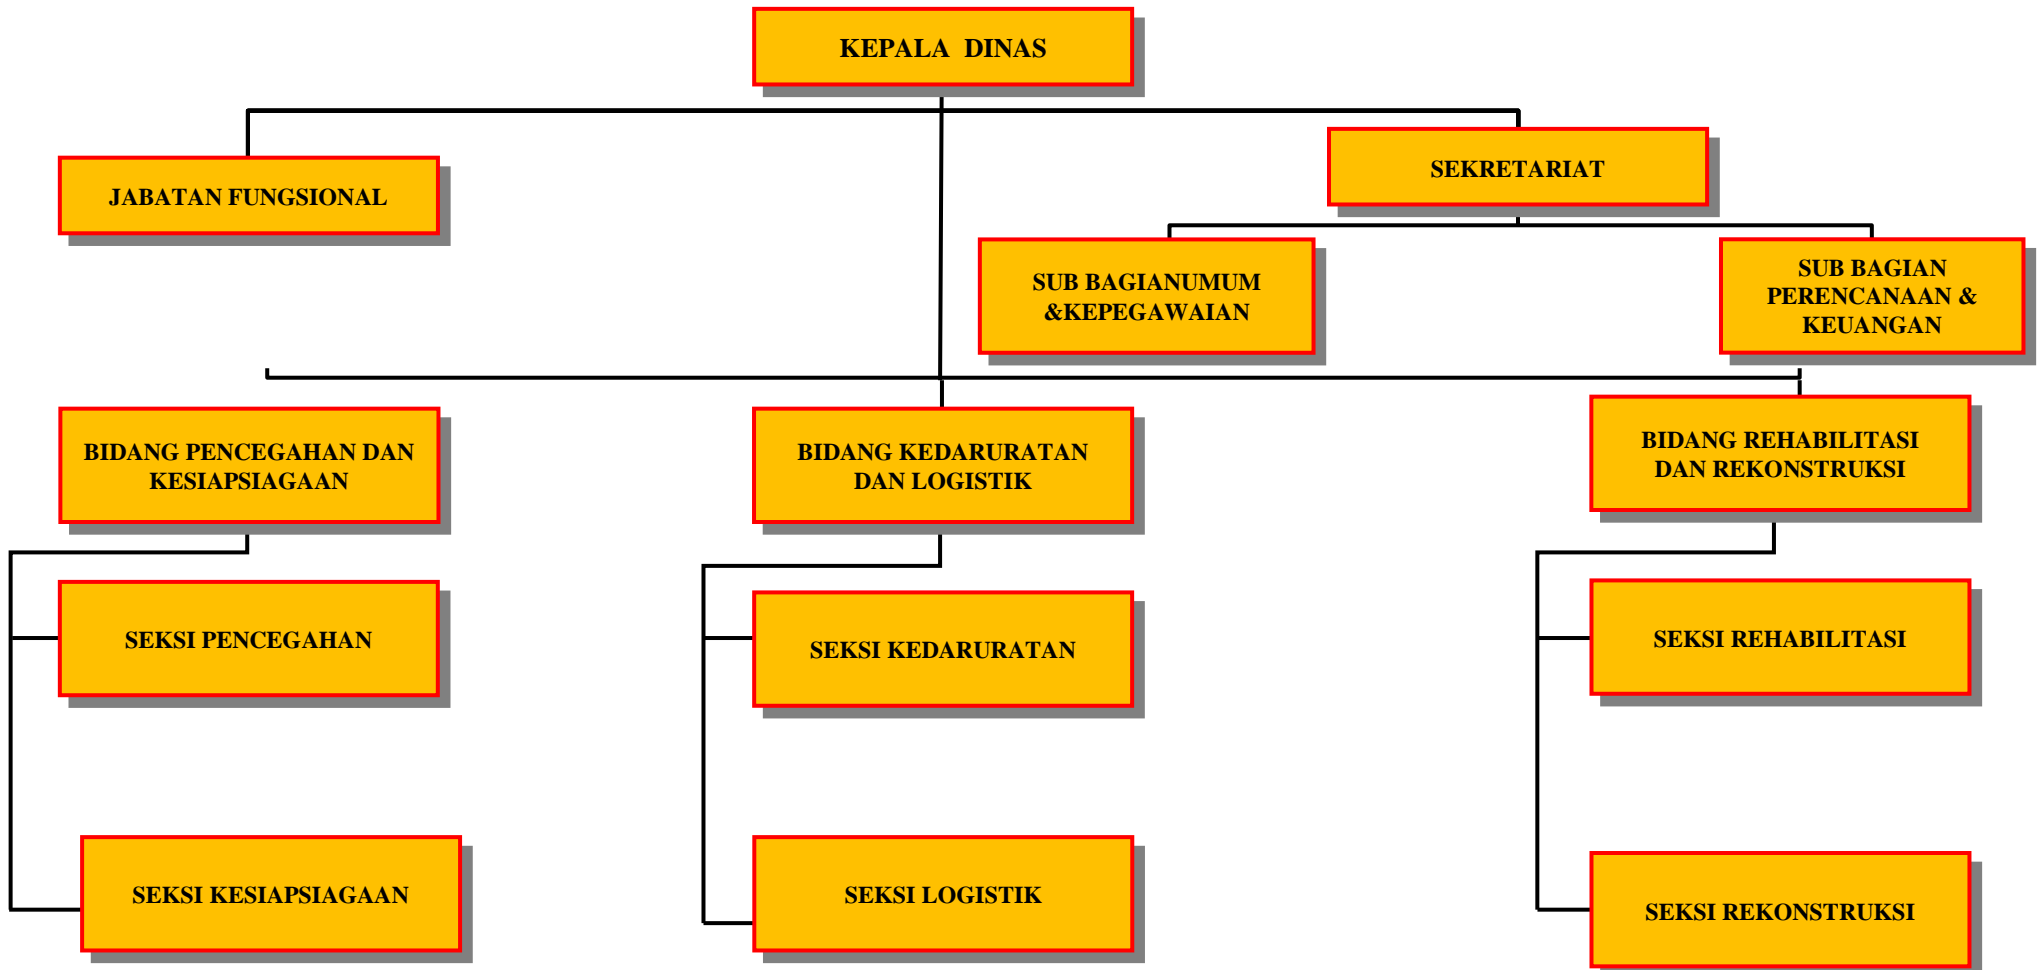 KEPALA  DINAS
JABATAN FUNGSIONAL
SEKRETARIAT
SUB BAGIANUMUM
&KEPEGAWAIAN
SUB BAGIAN
PERENCANAAN &
KEUANGAN
BIDANG PENCEGAHAN DAN
KESIAPSIAGAAN
BIDANG KEDARURATAN
DAN LOGISTIK
BIDANG REHABILITASI
DAN REKONSTRUKSI
SEKSI PENCEGAHAN
SEKSI KEDARURATAN
SEKSI REHABILITASI
SEKSI KESIAPSIAGAAN
SEKSI LOGISTIK
SEKSI REKONSTRUKSI